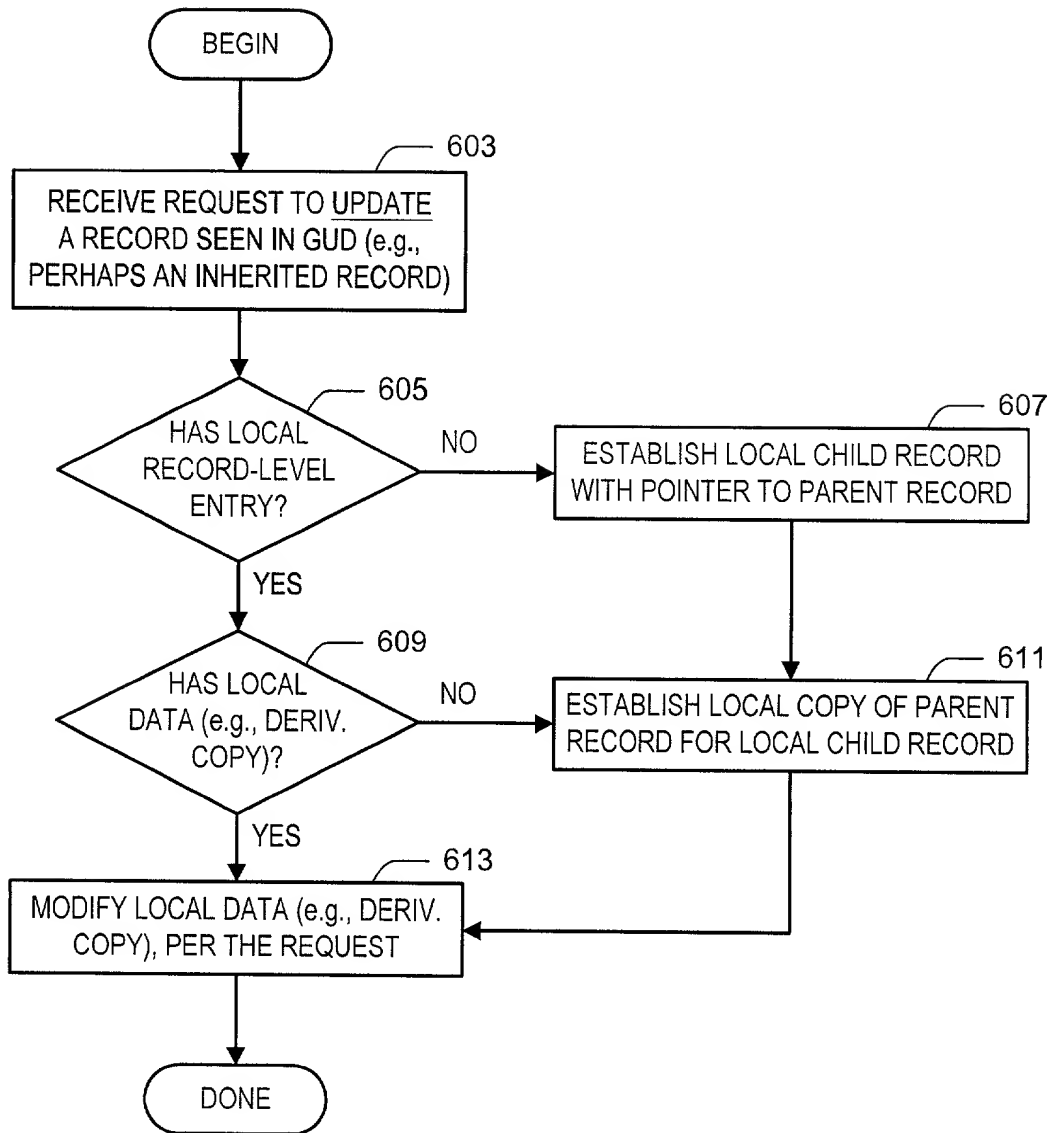 BEGIN
603
RECEIVE REQUEST TO UPDATE
A RECORD SEEN IN GUD (e.g.,
PERHAPS AN INHERITED RECORD)
605
HAS LOCAL
RECORD-LEVEL
ENTRY?
NO
607
ESTABLISH LOCAL CHILD RECORD
WITH POINTER TO PARENT RECORD
YES
609
HAS LOCAL
DATA (e.g., DERIV.
COPY)?
NO
611
ESTABLISH LOCAL COPY OF PARENT
RECORD FOR LOCAL CHILD RECORD
YES
613
MODIFY LOCAL DATA (e.g., DERIV.
COPY), PER THE REQUEST
DONE